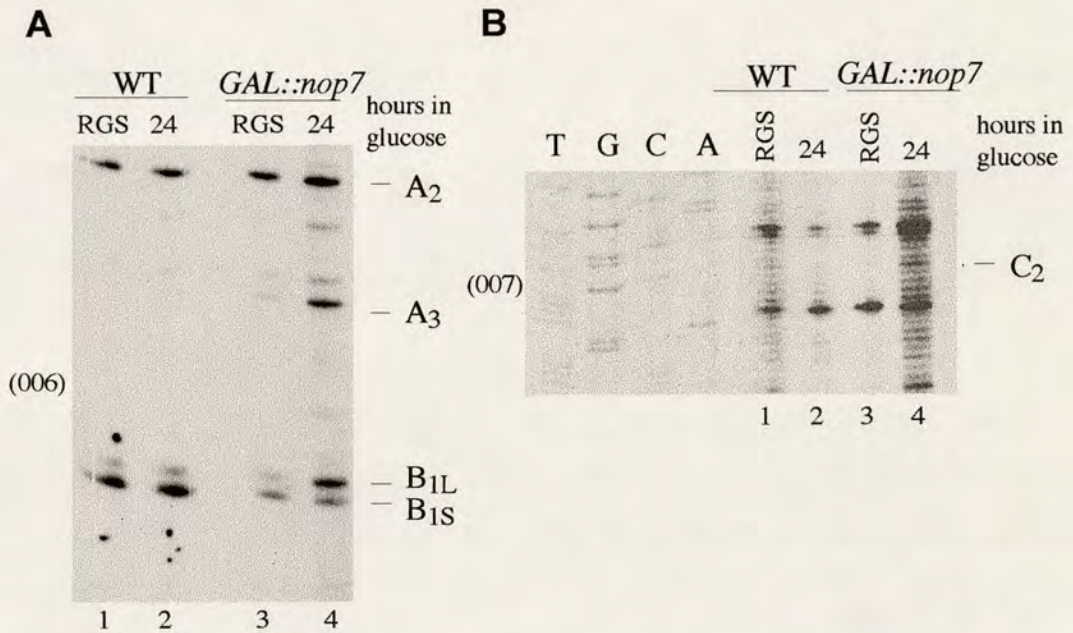 A
WT GAL::nop7
RGS 24 RGS 24 hours in glucose
A2
A3
(006)
B1L
B1S
1 2 3 4
B
WT GAL::nop7
T G C A RGS 24 RGS 24 hours in glucose
(007)
C2
1 2 3 4